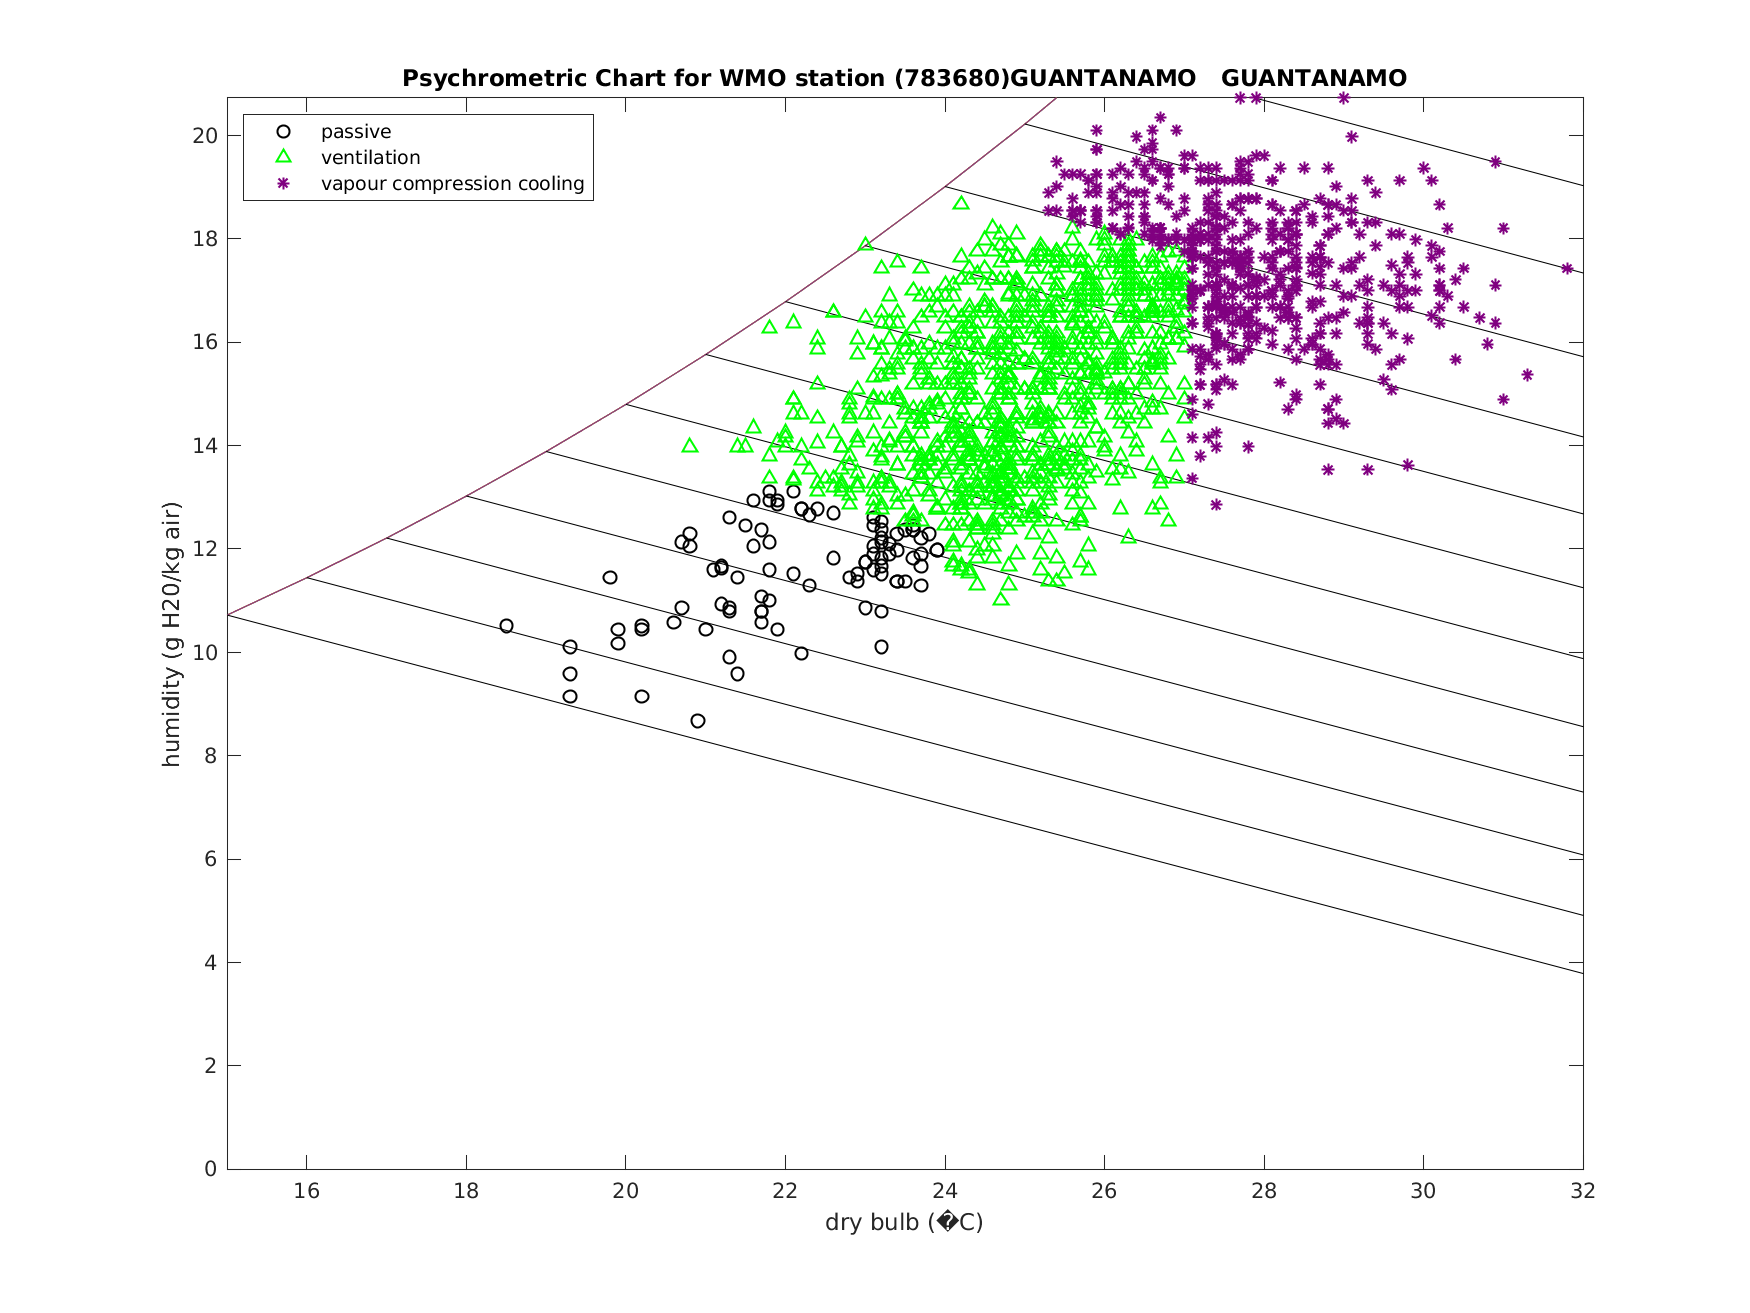 Psychrometric Chart for WMO station (783680)GUANTANAMO   GUANTANAMO
passive
ventilation
vapour compression cooling
humidity (g H20/kg air)
20
18
16
14
12
10
8
6
4
2
0
16 18 20 22 24 26 28 30 32
dry bulb (�C)